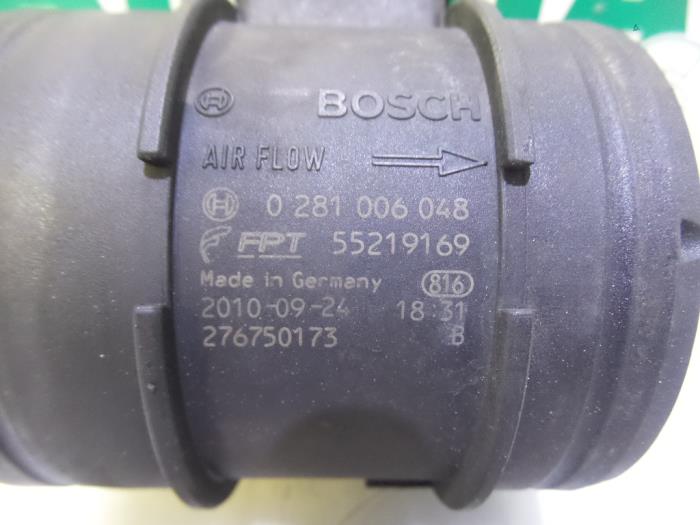 BOSCH
AIR FLOW
0 281 006 048
FPT 55219169
Made in Germany 816
2010-09-24 18:31
276750173 B